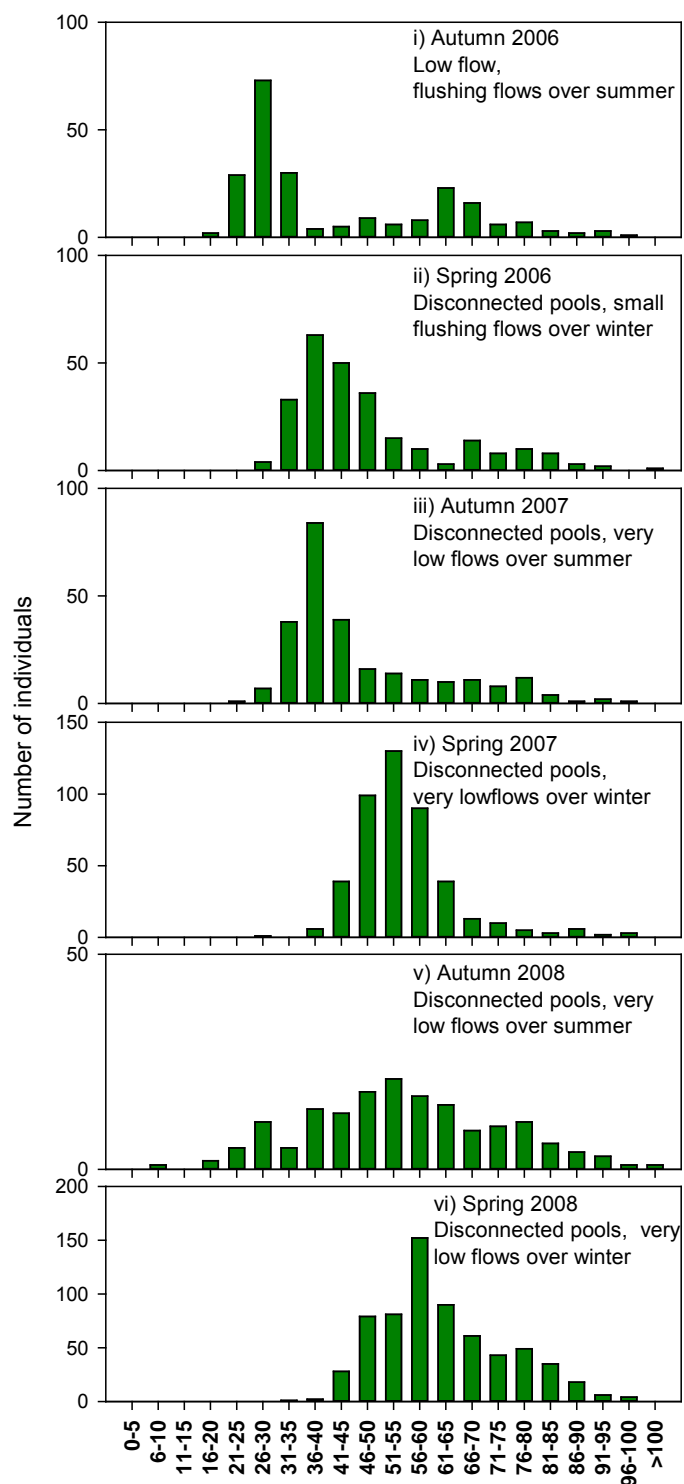 100
50
0
i) Autumn 2006
Low flow,
flushing flows over summer
100
50
0
ii) Spring 2006
Disconnected pools, small
flushing flows over winter
100
50
0
iii) Autumn 2007
Disconnected pools, very
low flows over summer
Number of individuals
150
100
50
0
iv) Spring 2007
Disconnected pools,
very lowflows over winter
50
0
v) Autumn 2008
Disconnected pools, very
low flows over summer
200
150
100
50
0
vi) Spring 2008
Disconnected pools, very
low flows over winter
0-5
6-10
11-15
16-20
21-25
26-30
31-35
36-40
41-45
46-50
51-55
56-60
61-65
66-70
71-75
76-80
81-85
86-90
91-95
96-100
>100